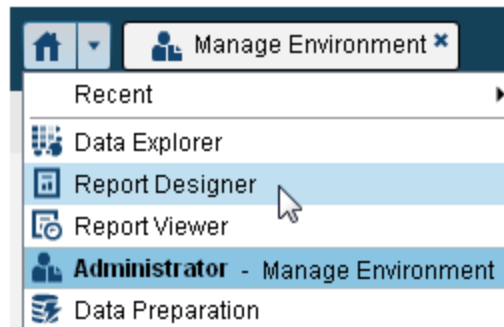 Manage Environment
Recent
Data Explorer
Report Designer
Report Viewer
Administrator - Manage Environment
Data Preparation